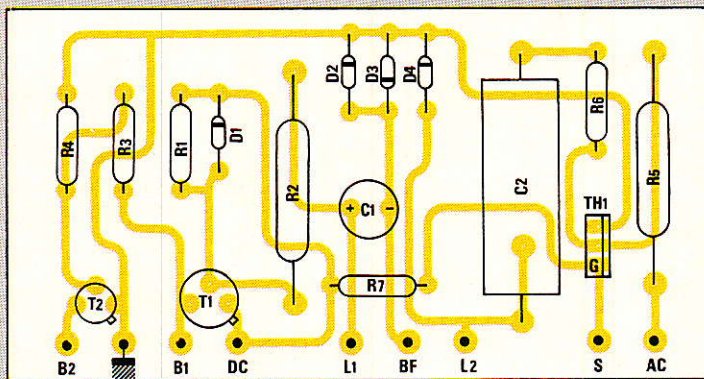 D2 D3 D4
R4 R3 R1 D1 R2 R6 R5
C2
+ C1 -
TH1
G
R7
T2 T1
B2 B1 DC L1 BF L2 S AC